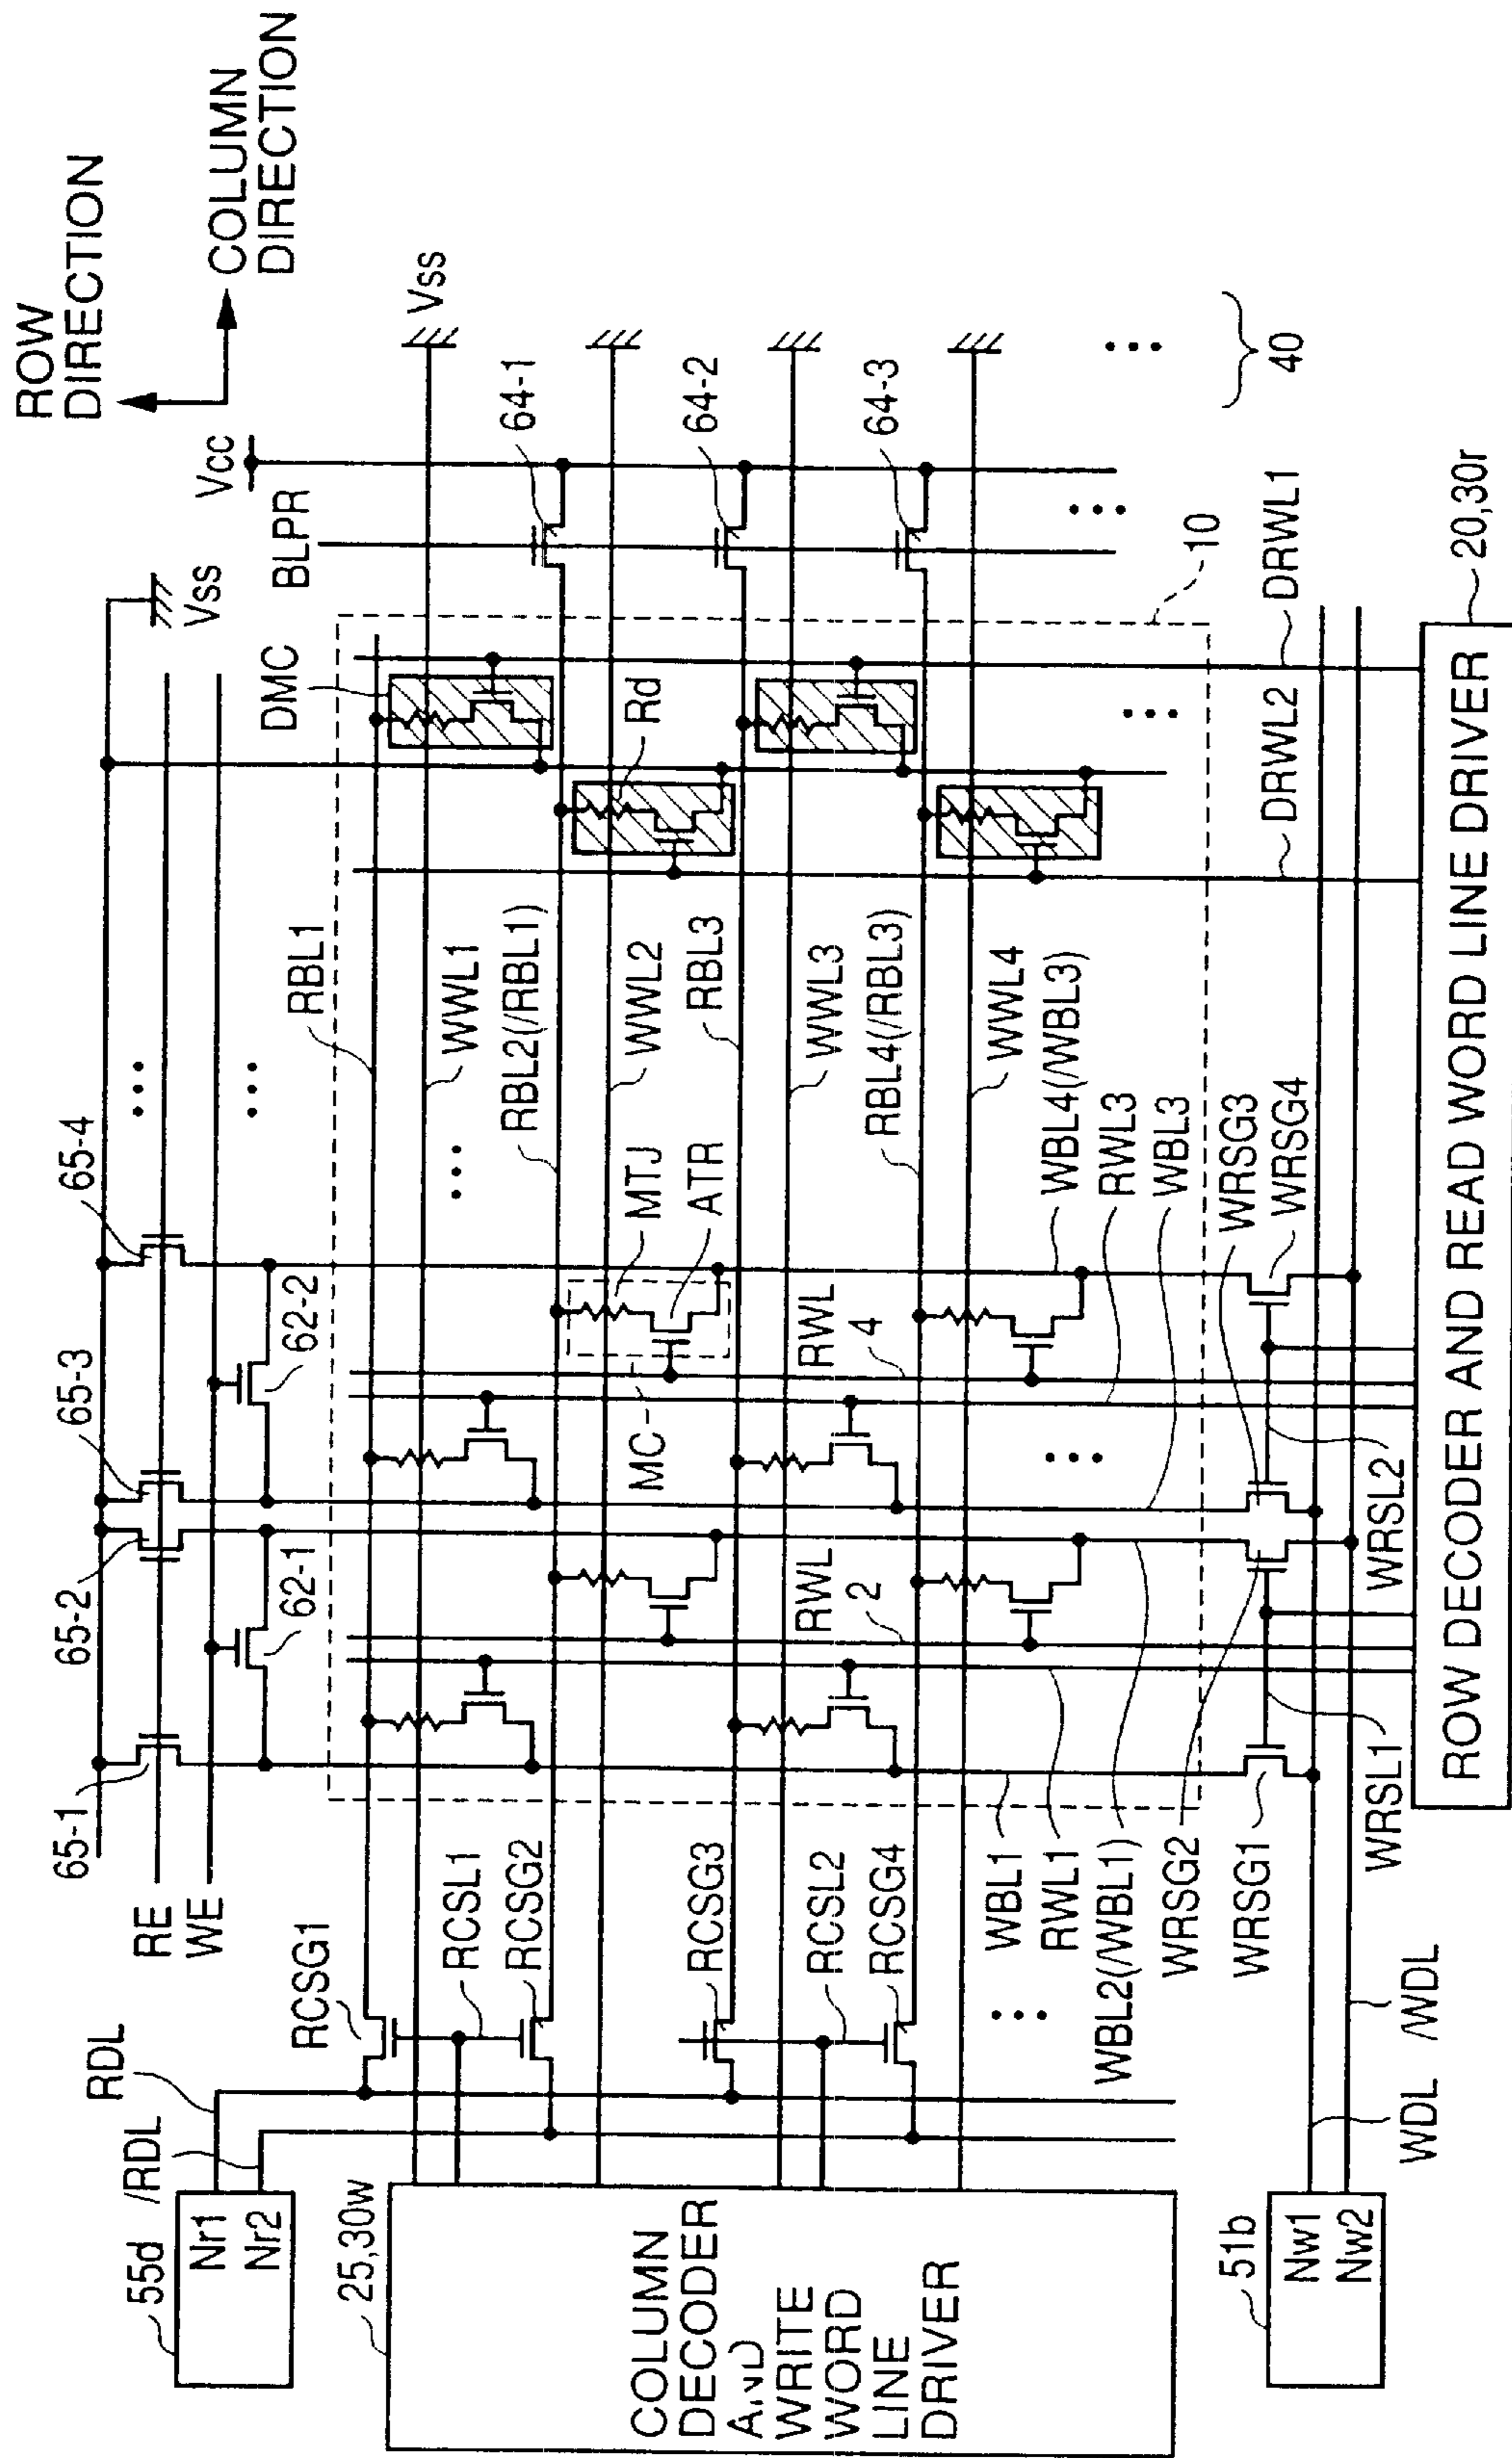 ROW
DIRECTION
COLUMN
DIRECTION
55d
/RDL
RDL
Nr1
Nr2
RE
WE
65-1
65-2
65-3
65-4
62-1
62-2
Vss
Vcc
BLPR
DMC
Vss
25,30w
COLUMN
DECODER
AND
WRITE
WORD
LINE
DRIVER
RCSG1
RCSL1
RCSG2
RCSG3
RCSL2
RCSG4
RBL1
WWL1
RBL2(/RBL1)
WWL2
RBL3
WWL3
RBL4(/RBL3)
WWL4
MTJ
ATR
MC
Rd
RWL
2
RWL
4
64-1
64-2
64-3
40
10
WBL1
RWL1
WBL2(/WBL1)
WRSG2
WRSG1
WBL4(/WBL3)
RWL3
WBL3
WRSG3
WRSG4
DRWL2
DRWL1
51b
Nw1
Nw2
WDL
/WDL
WRSL1
WRSL2
20,30r
ROW DECODER AND READ WORD LINE DRIVER